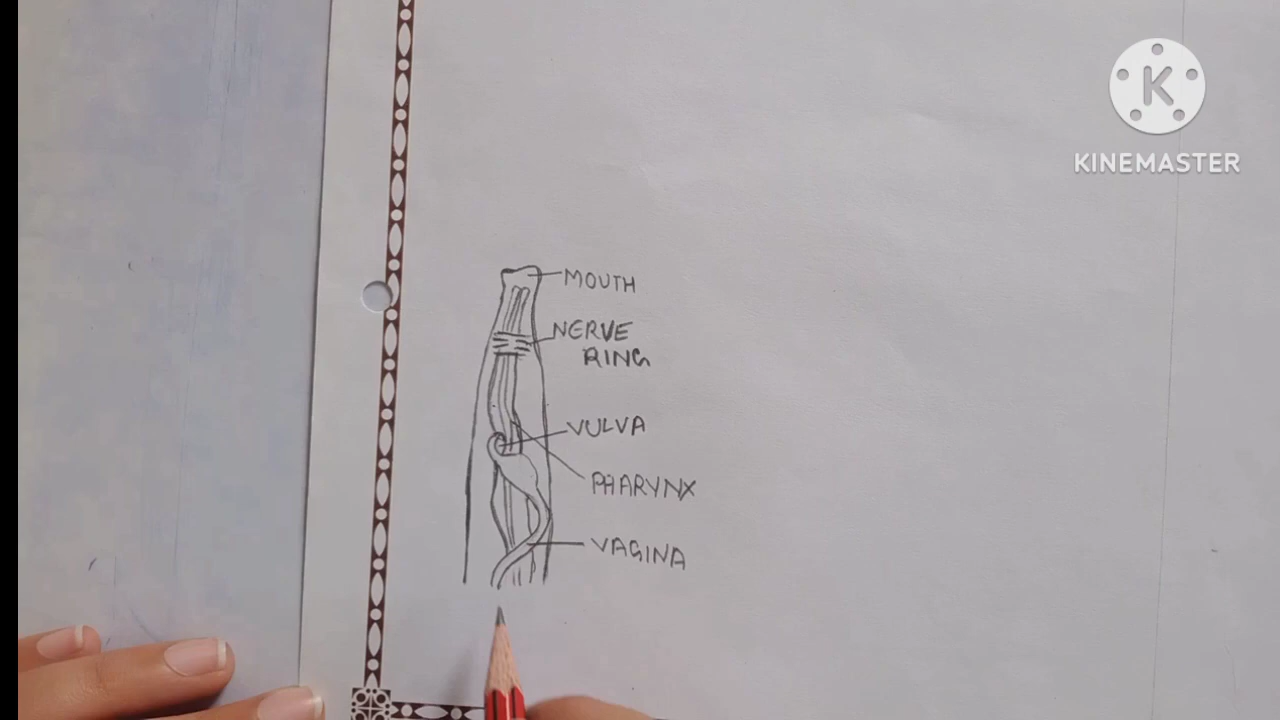 K
KINEMASTER
MOUTH
NERVE
RING
VULVA
PHARYNX
VAGINA